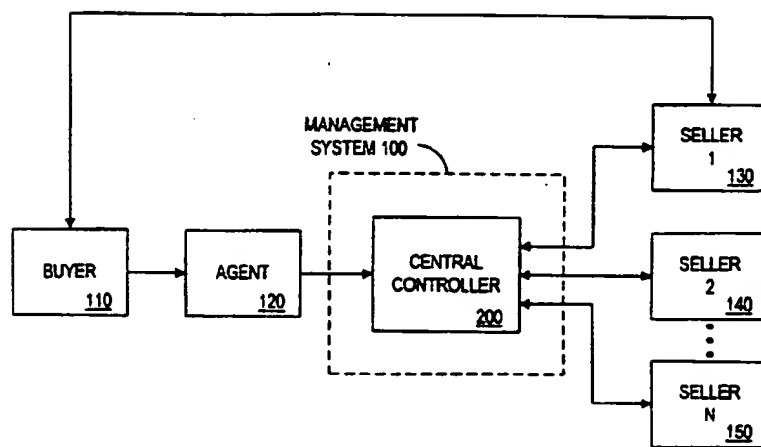 MANAGEMENT
SYSTEM 100
SELLER
1
130
BUYER
110
AGENT
120
CENTRAL
CONTROLLER
200
SELLER
2
140
SELLER
N
150